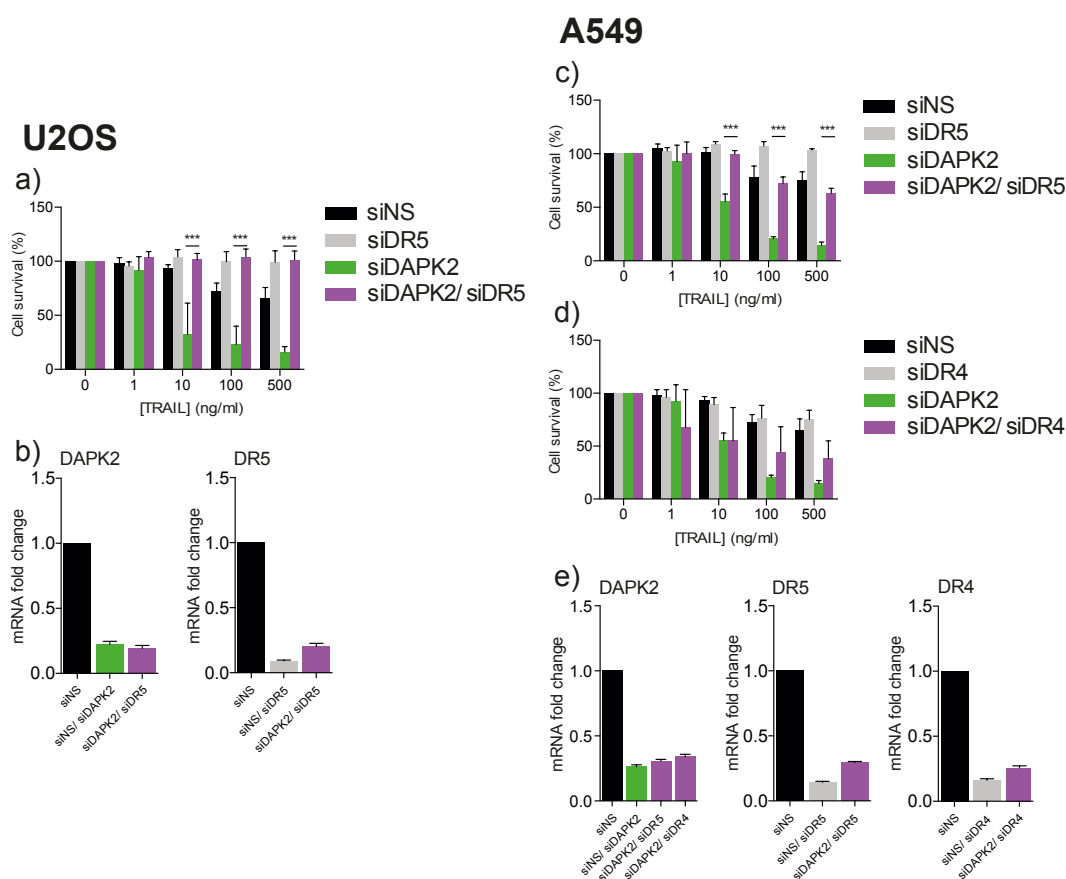 U2OS
a)
150
100
50
0
Cell survival (%)
*** *** ***
0 1 10 100 500
[TRAIL] (ng/ml)
siNS
siDR5
siDAPK2
siDAPK2/ siDR5
b)
DAPK2
1.5
1.0
0.5
0.0
mRNA fold change
siNS
siNS/ siDAPK2
siDAPK2/ siDR5
DR5
1.5
1.0
0.5
0.0
mRNA fold change
siNS
siNS/ siDR5
siDAPK2/ siDR5
A549
c)
150
100
50
0
Cell survival (%)
*** *** ***
0 1 10 100 500
[TRAIL] (ng/ml)
siNS
siDR5
siDAPK2
siDAPK2/ siDR5
d)
150
100
50
0
Cell survival (%)
0 1 10 100 500
[TRAIL] (ng/ml)
siNS
siDR4
siDAPK2
siDAPK2/ siDR4
e)
DAPK2
1.5
1.0
0.5
0.0
mRNA fold change
siNS
siNS/ siDAPK2
siDAPK2/ siDR5
siDAPK2/ siDR4
DR5
1.5
1.0
0.5
0.0
mRNA fold change
siNS
siNS/ siDR5
siDAPK2/ siDR5
DR4
1.5
1.0
0.5
0.0
mRNA fold change
siNS
siNS/ siDR4
siDAPK2/ siDR4